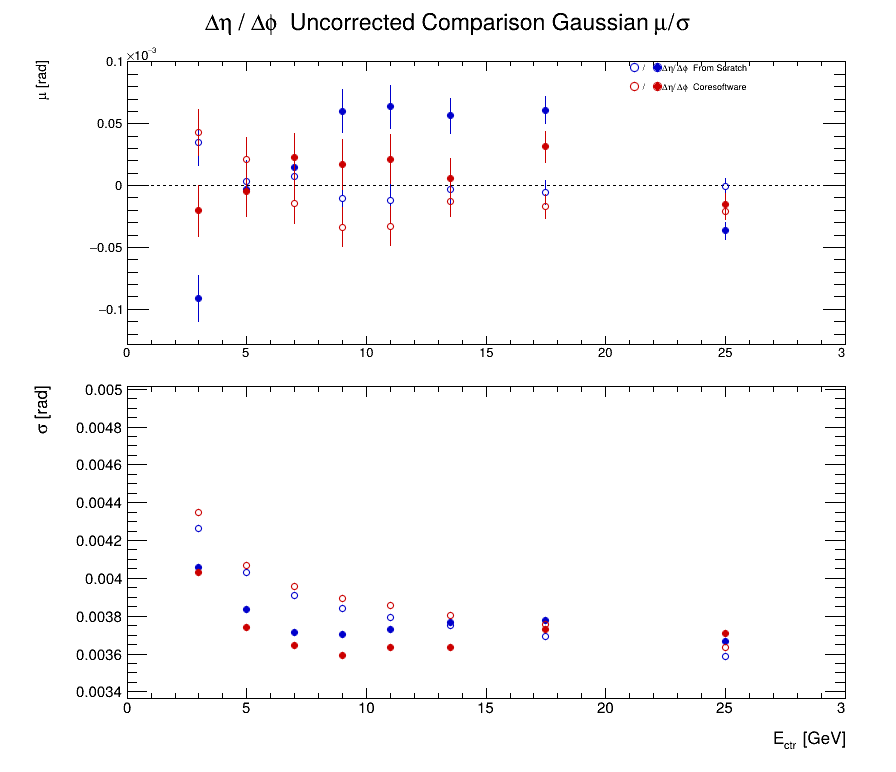 Δη / Δϕ Uncorrected Comparison Gaussian μ/σ
×10⁻³
μ [rad]
0.1
0.05
0
−0.05
−0.1
/ Δη/Δϕ From Scratch
/ Δη/Δϕ Coresoftware
0 5 10 15 20 25 3
σ [rad]
0.005
0.0048
0.0046
0.0044
0.0042
0.004
0.0038
0.0036
0.0034
0 5 10 15 20 25 3
E_ctr [GeV]